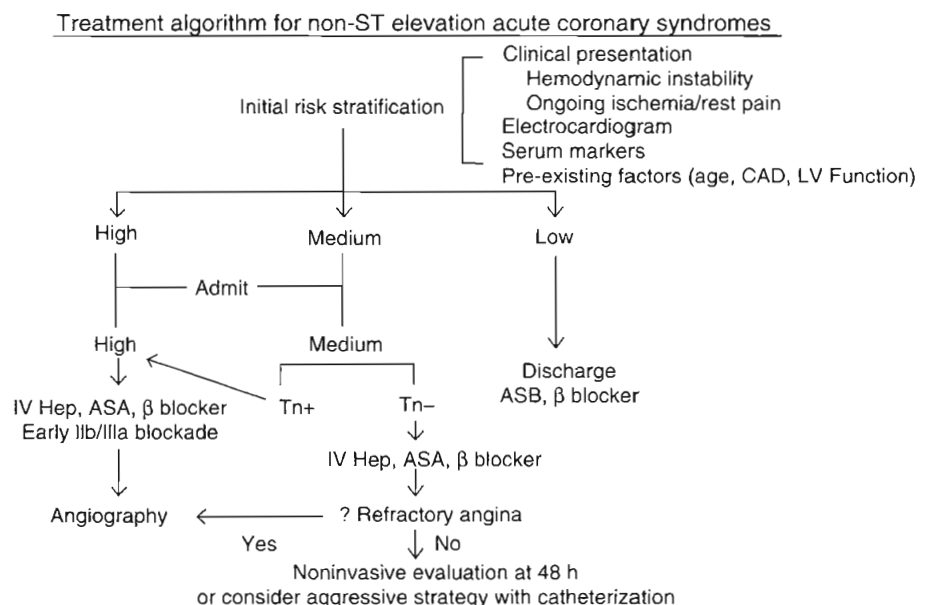 Treatment algorithm for non-ST elevation acute coronary syndromes
Clinical presentation
Hemodynamic instability
Ongoing ischemia/rest pain
Initial risk stratification
Electrocardiogram
Serum markers
Pre-existing factors (age, CAD, LV Function)
High
Medium
Low
Admit
High
Medium
Discharge
ASB, β blocker
Tn+
Tn–
IV Hep, ASA, β blocker
Early IIb/IIIa blockade
IV Hep, ASA, β blocker
Angiography
? Refractory angina
Yes
No
Noninvasive evaluation at 48 h
or consider aggressive strategy with catheterization